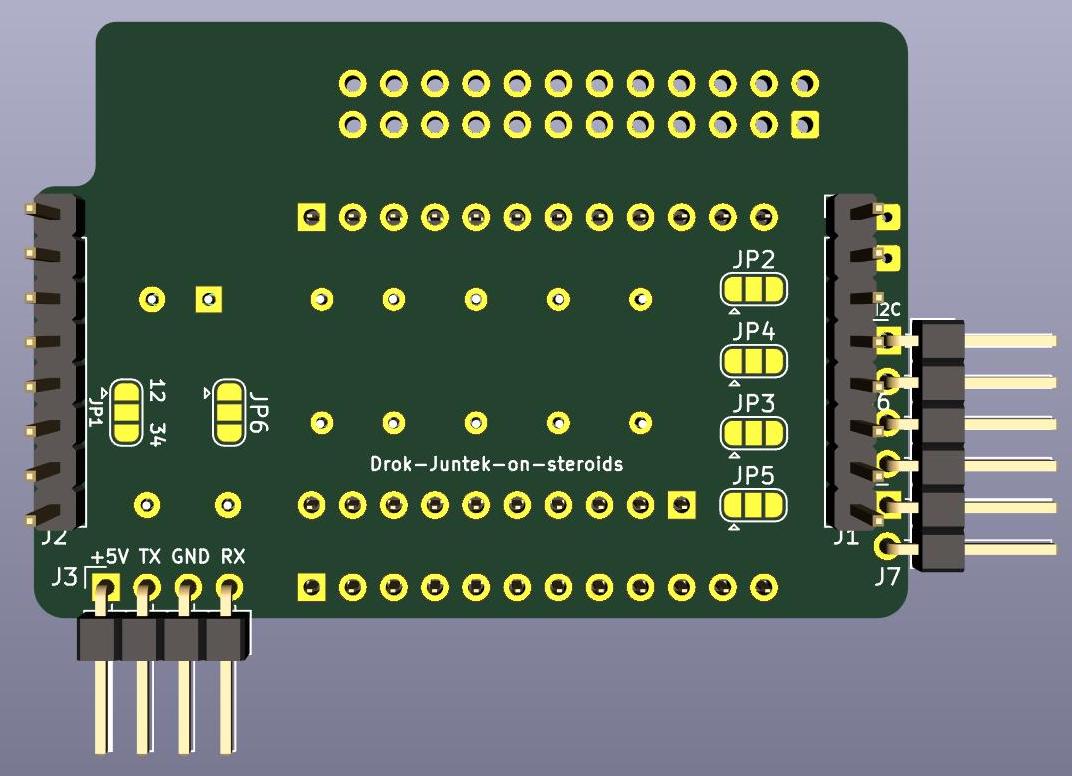 JP2
I2C
JP4
12 34
JP1
JP6
JP3
6
Drok-Juntek-on-steroids
JP5
J2
J1
+5V TX GND RX
J3
J7